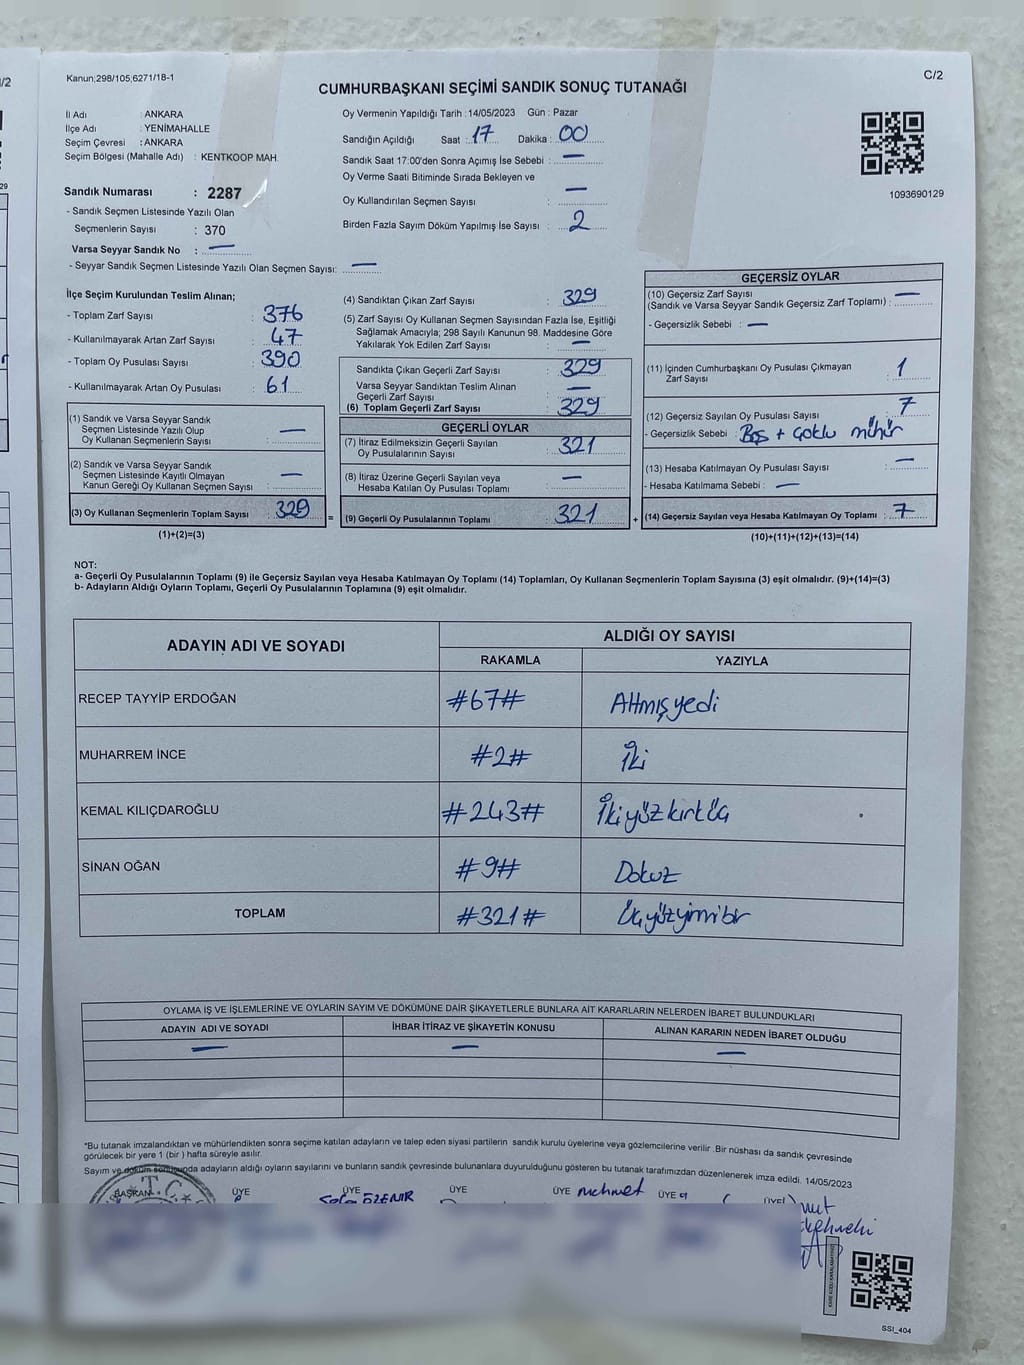 1/2
29
Kanun;298/105,6271/18-1
C/2
CUMHURBAŞKANI SEÇİMİ SANDIK SONUÇ TUTANAĞI
İl Adı : ANKARA
İlçe Adı : YENİMAHALLE
Seçim Çevresi : ANKARA
Seçim Bölgesi (Mahalle Adı) : KENTKOOP MAH.
Sandık Numarası : 2287
- Sandık Seçmen Listesinde Yazılı Olan
Seçmenlerin Sayısı : 370
Varsa Seyyar Sandık No : —
- Seyyar Sandık Seçmen Listesinde Yazılı Olan Seçmen Sayısı: —
Oy Vermenin Yapıldığı Tarih : 14/05/2023 Gün : Pazar
Sandığın Açıldığı Saat : 17 Dakika : 00
Sandık Saat 17:00'den Sonra Açımış İse Sebebi : —
Oy Verme Saati Bitiminde Sırada Bekleyen ve
Oy Kullandırılan Seçmen Sayısı : —
Birden Fazla Sayım Döküm Yapılmış İse Sayısı : 2
1093690129
İlçe Seçim Kurulundan Teslim Alınan;
- Toplam Zarf Sayısı : 376
- Kullanılmayarak Artan Zarf Sayısı : 47
- Toplam Oy Pusulası Sayısı : 390
- Kullanılmayarak Artan Oy Pusulası : 61
(1) Sandık ve Varsa Seyyar Sandık
Seçmen Listesinde Yazılı Olup
Oy Kullanan Seçmenlerin Sayısı : —
(2) Sandık ve Varsa Seyyar Sandık
Seçmen Listesinde Kayıtlı Olmayan
Kanun Gereği Oy Kullanan Seçmen Sayısı : —
(3) Oy Kullanan Seçmenlerin Toplam Sayısı : 329
(1)+(2)=(3)
=
(4) Sandıktan Çıkan Zarf Sayısı : 329
(5) Zarf Sayısı Oy Kullanan Seçmen Sayısından Fazla İse, Eşitliği
Sağlamak Amacıyla; 298 Sayılı Kanunun 98. Maddesine Göre
Yakılarak Yok Edilen Zarf Sayısı : —
Sandıkta Çıkan Geçerli Zarf Sayısı : 329
Varsa Seyyar Sandıktan Teslim Alınan
Geçerli Zarf Sayısı : —
(6) Toplam Geçerli Zarf Sayısı : 329
GEÇERLİ OYLAR
(7) İtiraz Edilmeksizin Geçerli Sayılan
Oy Pusulalarının Sayısı : 321
(8) İtiraz Üzerine Geçerli Sayılan veya
Hesaba Katılan Oy Pusulası Toplamı : —
(9) Geçerli Oy Pusulalarının Toplamı : 321
+
GEÇERSİZ OYLAR
(10) Geçersiz Zarf Sayısı
(Sandık ve Varsa Seyyar Sandık Geçersiz Zarf Toplamı) : —
- Geçersizlik Sebebi : —
(11) İçinden Cumhurbaşkanı Oy Pusulası Çıkmayan
Zarf Sayısı : 1
(12) Geçersiz Sayılan Oy Pusulası Sayısı : 7
- Geçersizlik Sebebi : Boş + Çoklu mühür
(13) Hesaba Katılmayan Oy Pusulası Sayısı : —
- Hesaba Katılmama Sebebi : —
(14) Geçersiz Sayılan veya Hesaba Katılmayan Oy Toplamı : 7
(10)+(11)+(12)+(13)=(14)
NOT:
a- Geçerli Oy Pusulalarının Toplamı (9) ile Geçersiz Sayılan veya Hesaba Katılmayan Oy Toplamı (14) Toplamları, Oy Kullanan Seçmenlerin Toplam Sayısına (3) eşit olmalıdır. (9)+(14)=(3)
b- Adayların Aldığı Oyların Toplamı, Geçerli Oy Pusulalarının Toplamına (9) eşit olmalıdır.
ADAYIN ADI VE SOYADI ALDIĞI OY SAYISI
RAKAMLA YAZIYLA
RECEP TAYYİP ERDOĞAN #67# Altmışyedi
MUHARREM İNCE #2# İki
KEMAL KILIÇDAROĞLU #243# İkiyüzkırküç
SİNAN OĞAN #9# Dokuz
TOPLAM #321# Üçyüzyirmibir
OYLAMA İŞ VE İŞLEMLERİNE VE OYLARIN SAYIM VE DÖKÜMÜNE DAİR ŞİKAYETLERLE BUNLARA AİT KARARLARIN NELERDEN İBARET BULUNDUKLARI
ADAYIN ADI VE SOYADI İHBAR İTİRAZ VE ŞİKAYETİN KONUSU ALINAN KARARIN NEDEN İBARET OLDUĞU
— — —
*Bu tutanak imzalandıktan ve mühürlendikten sonra seçime katılan adayların ve talep eden siyasi partilerin sandık kurulu üyelerine veya gözlemcilerine verilir. Bir nüshası da sandık çevresinde
görülecek bir yere 1 (bir) hafta süreyle asılır.
Sayım ve döküm sonunda adayların aldığı oyların sayılarını ve bunların sandık çevresinde bulunanlara duyurulduğunu gösteren bu tutanak tarafımızdan düzenlenerek imza edildi. 14/05/2023
BAŞKAN ÜYE ÜYE ÜYE mehmet ÜYE ÜYE
T.C.
SSI_404